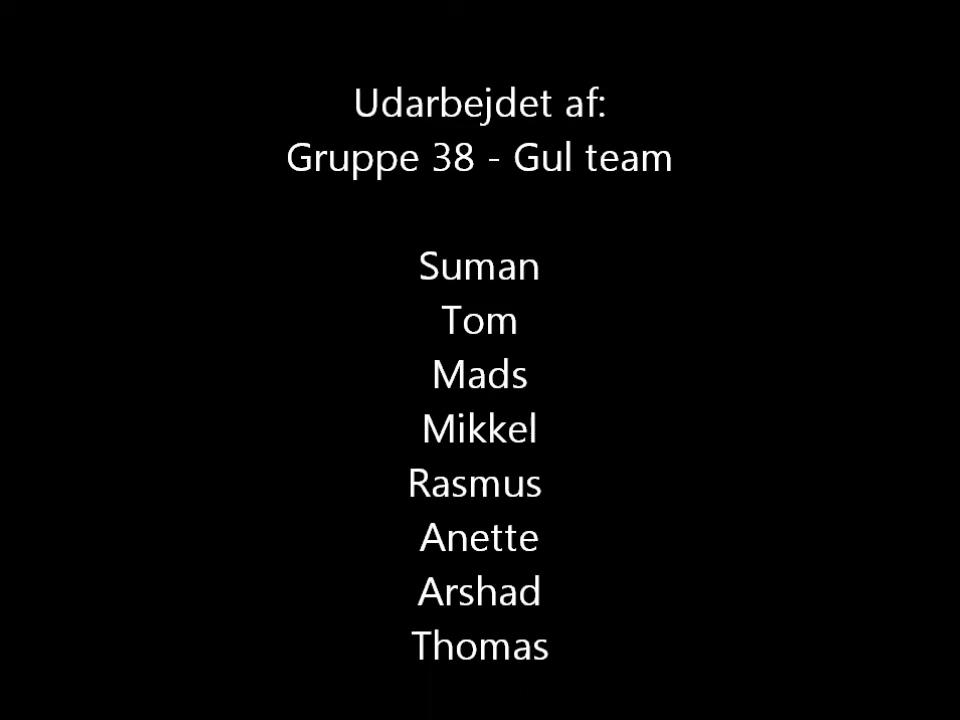 Udarbejdet af:
Gruppe 38 - Gul team
Suman
Tom
Mads
Mikkel
Rasmus
Anette
Arshad
Thomas